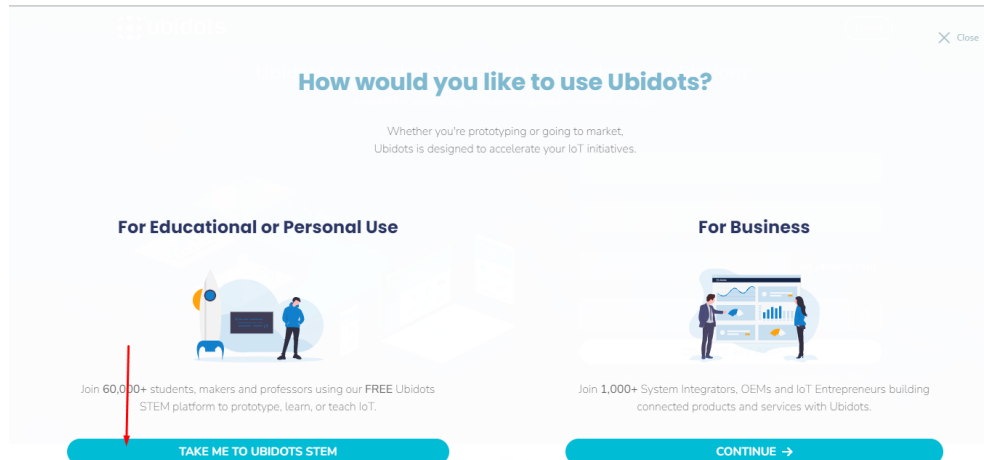 ubidots
Close
How would you like to use Ubidots?
Whether you're prototyping or going to market,
Ubidots is designed to accelerate your IoT initiatives.
For Educational or Personal Use
For Business
Join 60,000+ students, makers and professors using our FREE Ubidots
STEM platform to prototype, learn, or teach IoT.
Join 1,000+ System Integrators, OEMs and IoT Entrepreneurs building
connected products and services with Ubidots.
TAKE ME TO UBIDOTS STEM
CONTINUE →